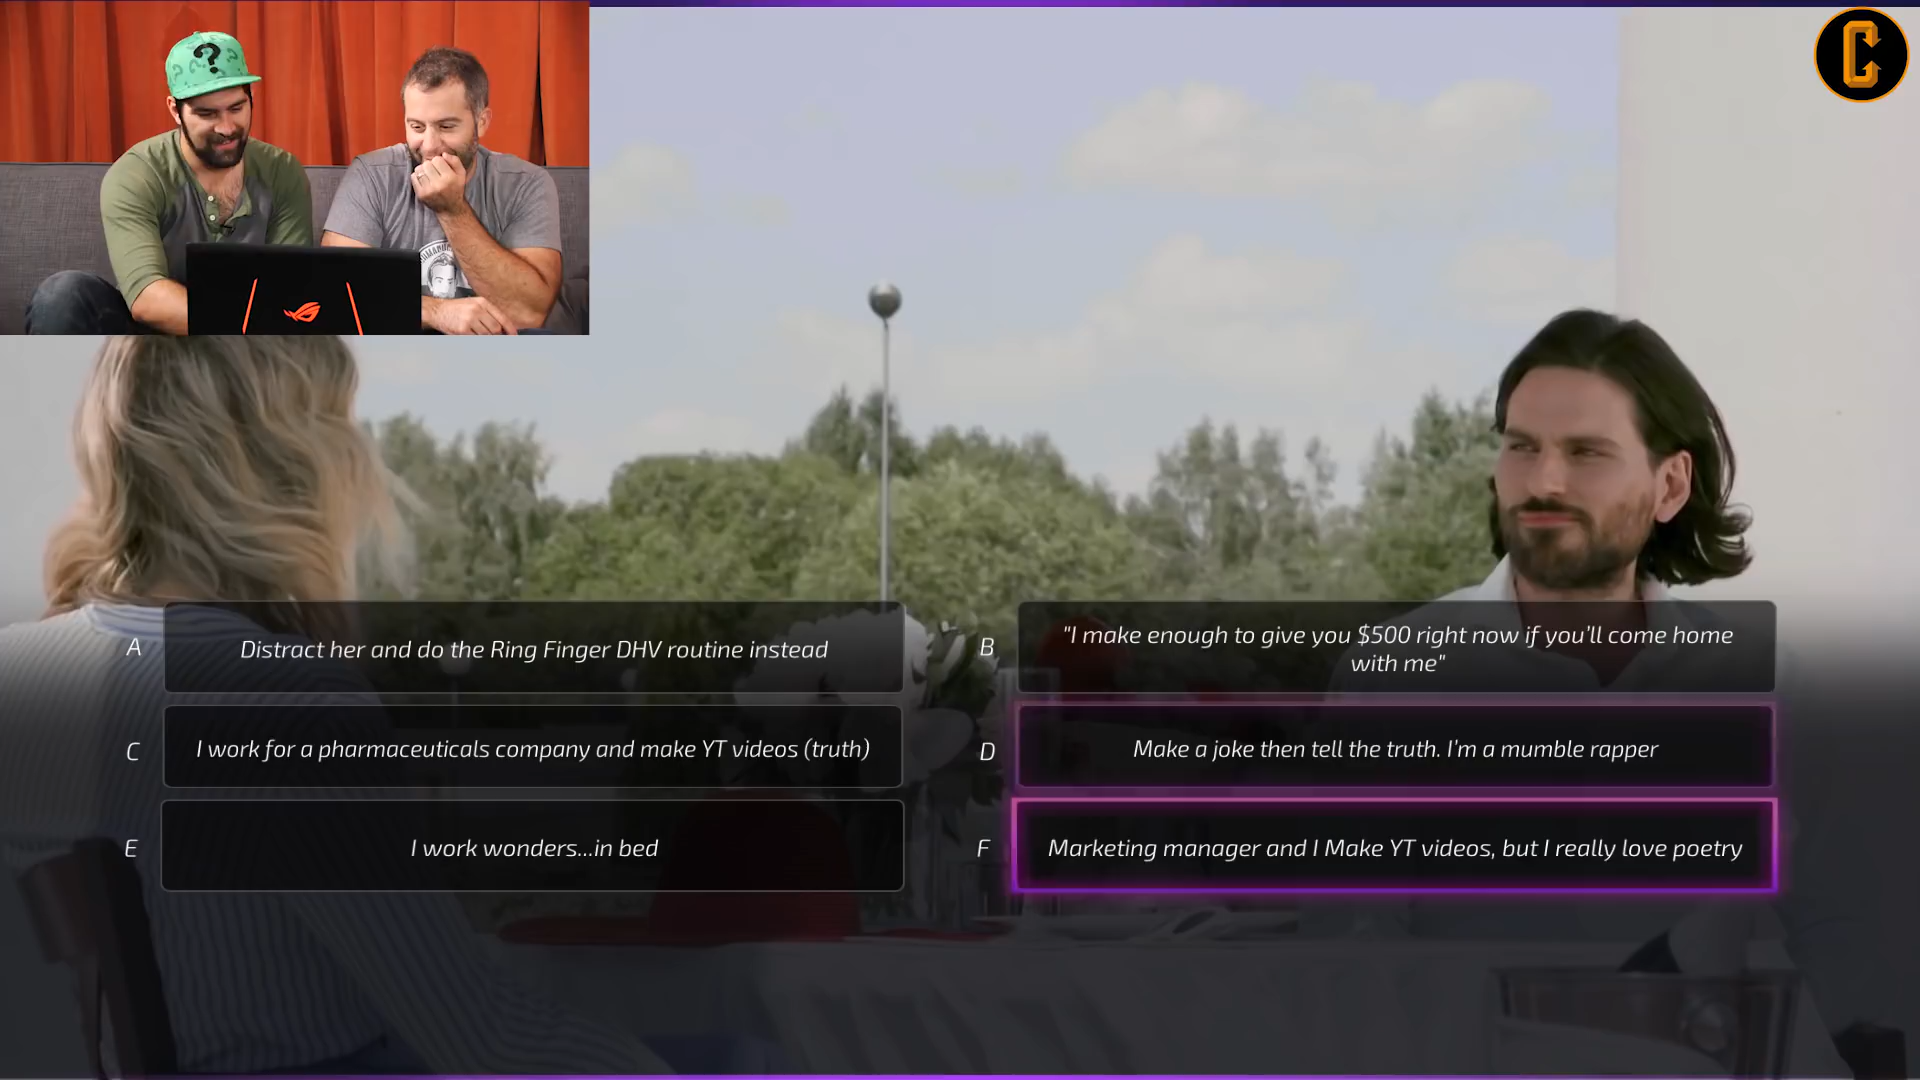 ?
A
Distract her and do the Ring Finger DHV routine instead
B
"I make enough to give you $500 right now if you'll come home
with me"
C
I work for a pharmaceuticals company and make YT videos (truth)
D
Make a joke then tell the truth. I'm a mumble rapper
E
I work wonders...in bed
F
Marketing manager and I Make YT videos, but I really love poetry